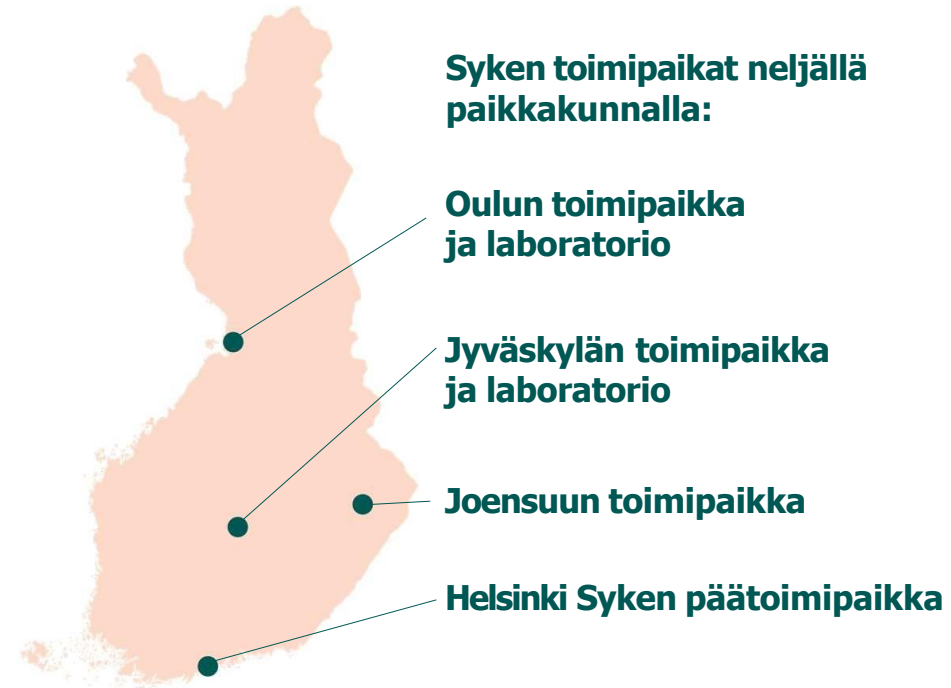 Syken toimipaikat neljällä
paikkakunnalla:
Oulun toimipaikka
ja laboratorio
Jyväskylän toimipaikka
ja laboratorio
Joensuun toimipaikka
Helsinki Syken päätoimipaikka